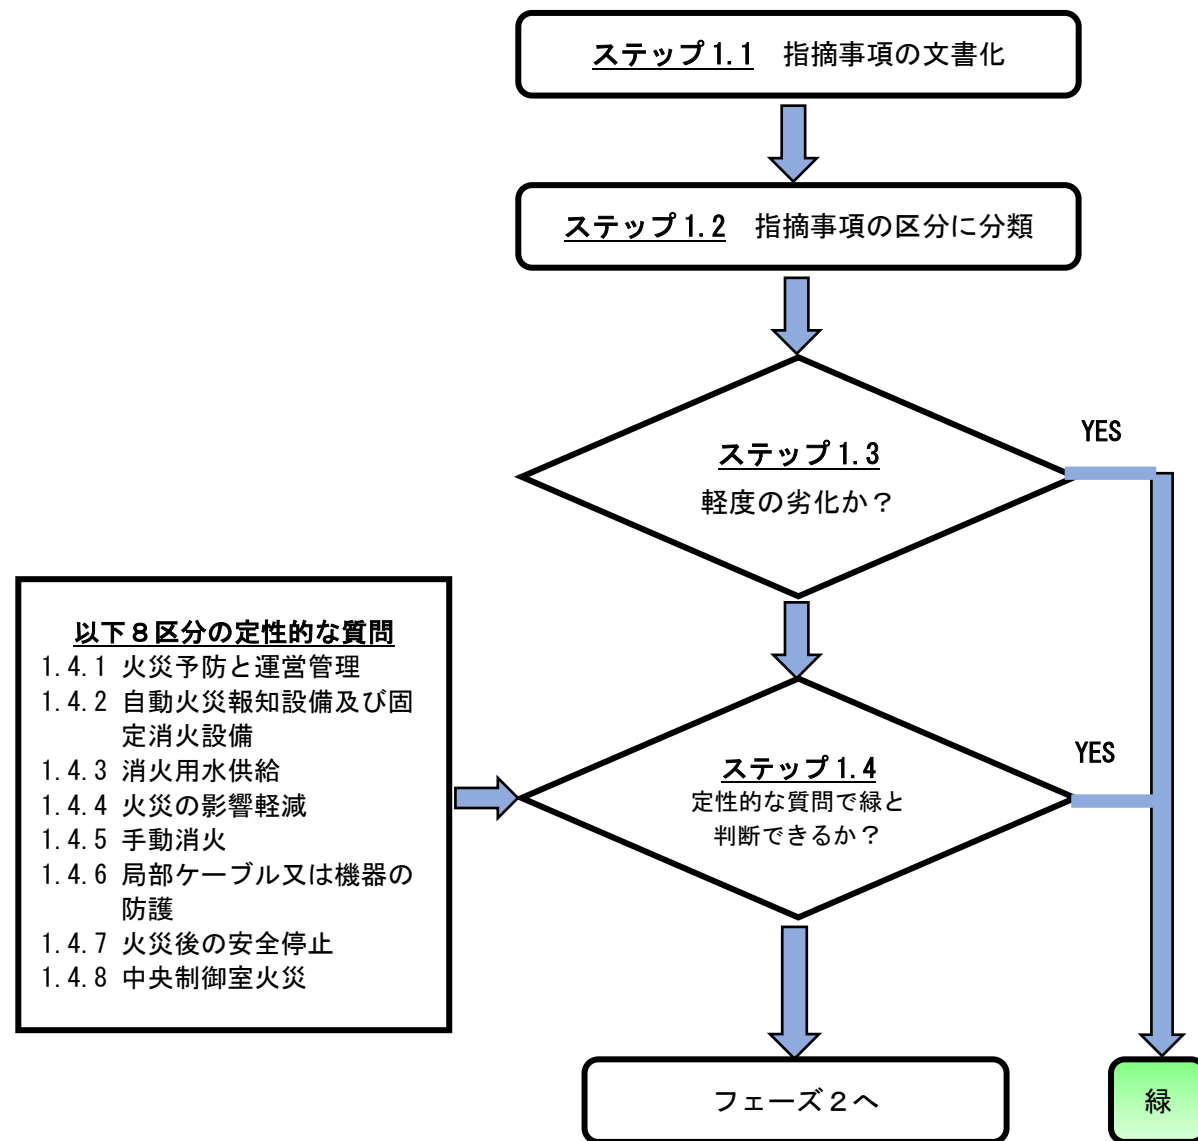 ステップ1.1　指摘事項の文書化
ステップ1.2　指摘事項の区分に分類
YES
ステップ1.3
軽度の劣化か？
以下８区分の定性的な質問
1.4.1 火災予防と運営管理
1.4.2 自動火災報知設備及び固
定消火設備
1.4.3 消火用水供給
1.4.4 火災の影響軽減
1.4.5 手動消火
1.4.6 局部ケーブル又は機器の
防護
1.4.7 火災後の安全停止
1.4.8 中央制御室火災
YES
ステップ1.4
定性的な質問で緑と
判断できるか？
フェーズ２へ
緑